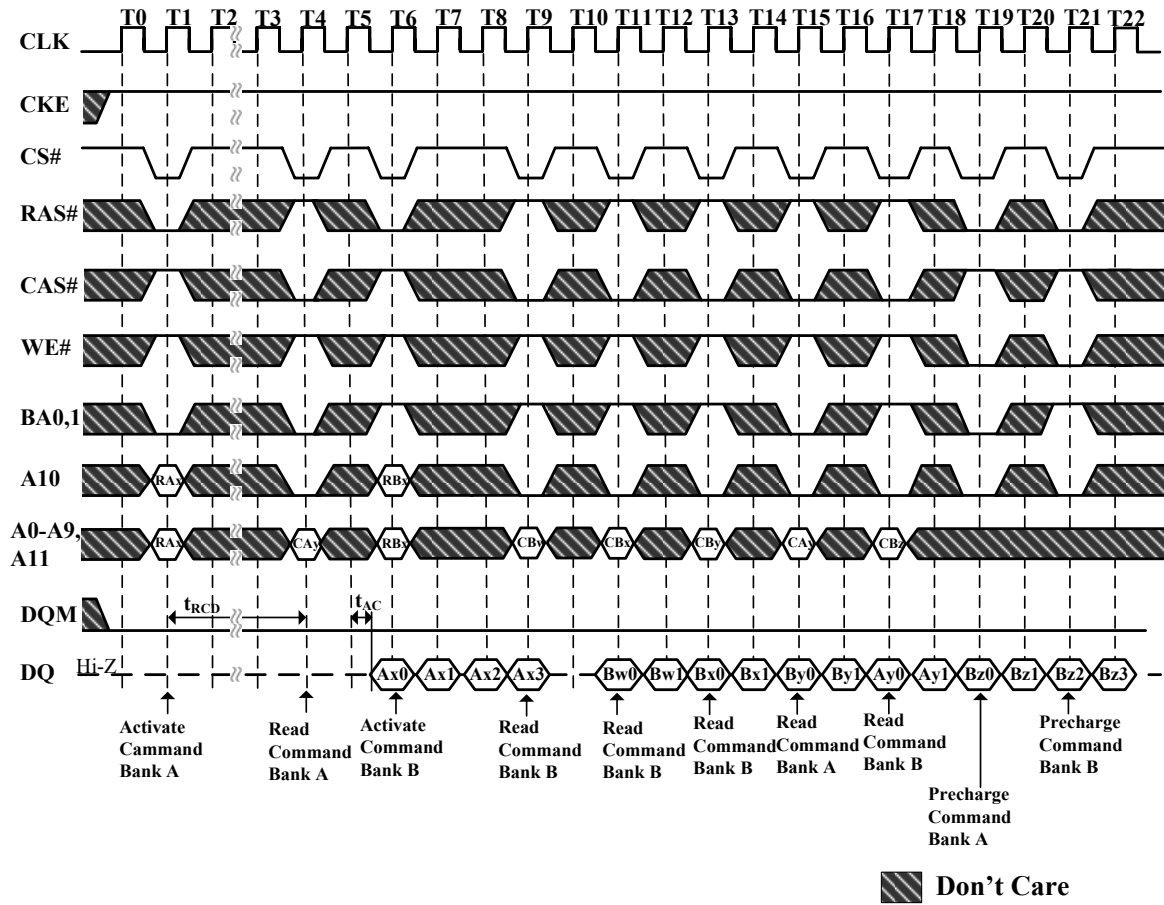 T0 T1 T2 T3 T4 T5 T6 T7 T8 T9 T10 T11 T12 T13 T14 T15 T16 T17 T18 T19 T20 T21 T22
CLK
CKE
CS#
RAS#
CAS#
WE#
BA0,1
A10
RAx RBx
A0-A9,
A11
RAx CAy RBx CBw CBx CBy CAy CBz
DQM
tRCD tAC
DQ
Hi-Z
Ax0 Ax1 Ax2 Ax3 Bw0 Bw1 Bx0 Bx1 By0 By1 Ay0 Ay1 Bz0 Bz1 Bz2 Bz3
Activate
Cammand
Bank A
Read
Command
Bank A
Activate
Command
Bank B
Read
Command
Bank B
Read
Command
Bank B
Read
Command
Bank B
Read
Command
Bank A
Read
Command
Bank B
Precharge
Command
Bank A
Precharge
Command
Bank B
Don't Care